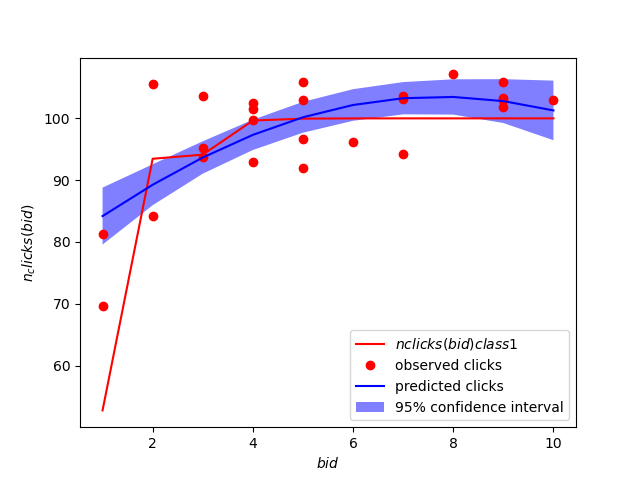 100
90
80
70
60
n_clicks(bid)
nclicks(bid)class1
observed clicks
predicted clicks
95% confidence interval
2 4 6 8 10
bid